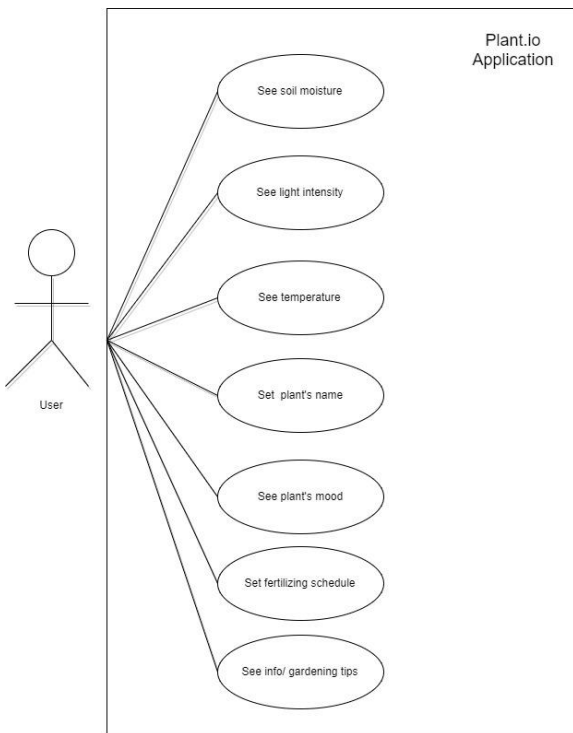 Plant.io
Application
See soil moisture
See light intensity
See temperature
User
Set plant's name
See plant's mood
Set fertilizing schedule
See info/ gardening tips